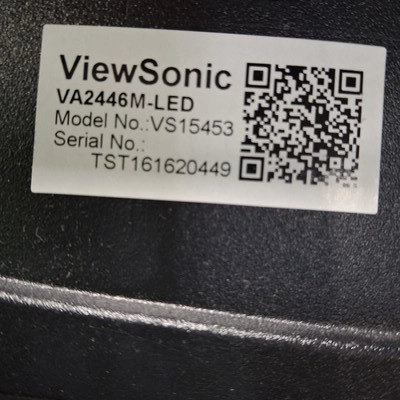 ViewSonic
VA2446M-LED
Model No.:VS15453
Serial No.:
TST161620449